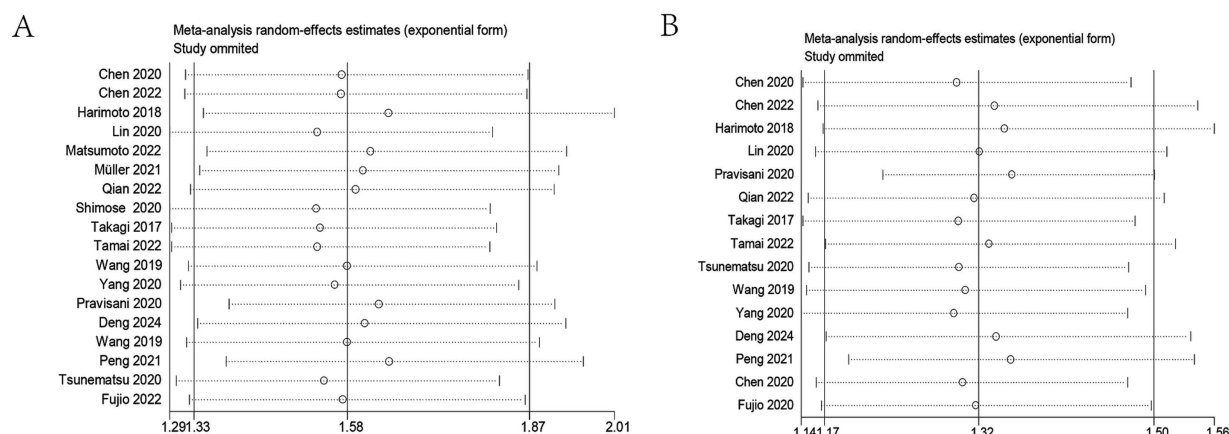 A
Meta-analysis random-effects estimates (exponential form)
Study ommited
Chen 2020
Chen 2022
Harimoto 2018
Lin 2020
Matsumoto 2022
Müller 2021
Qian 2022
Shimose 2020
Takagi 2017
Tamai 2022
Wang 2019
Yang 2020
Pravisani 2020
Deng 2024
Wang 2019
Peng 2021
Tsunematsu 2020
Fujio 2022
1.291.33 1.58 1.87 2.01
B
Meta-analysis random-effects estimates (exponential form)
Study ommited
Chen 2020
Chen 2022
Harimoto 2018
Lin 2020
Pravisani 2020
Qian 2022
Takagi 2017
Tamai 2022
Tsunematsu 2020
Wang 2019
Yang 2020
Deng 2024
Peng 2021
Chen 2020
Fujio 2020
1.141.17 1.32 1.50 1.56